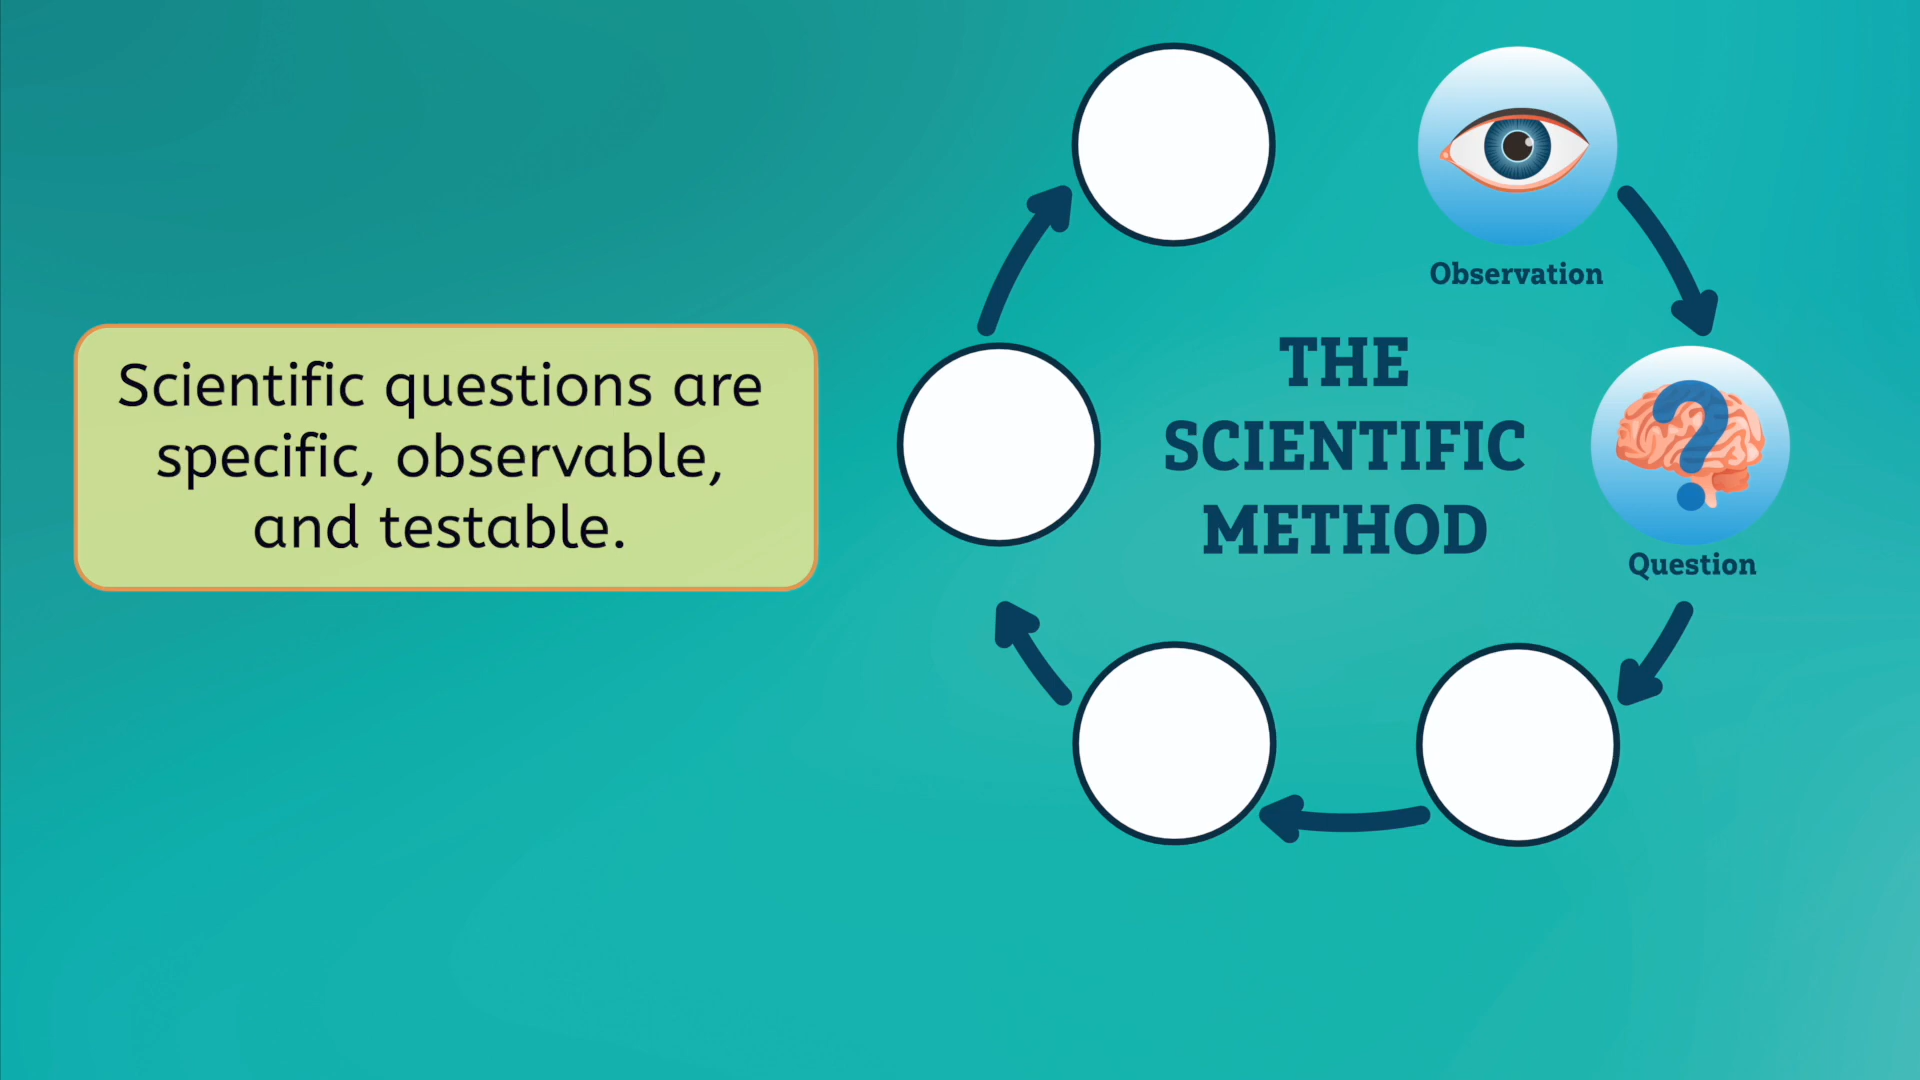 Scientific questions are
specific, observable,
and testable.
Observation
THE
SCIENTIFIC
METHOD
Question